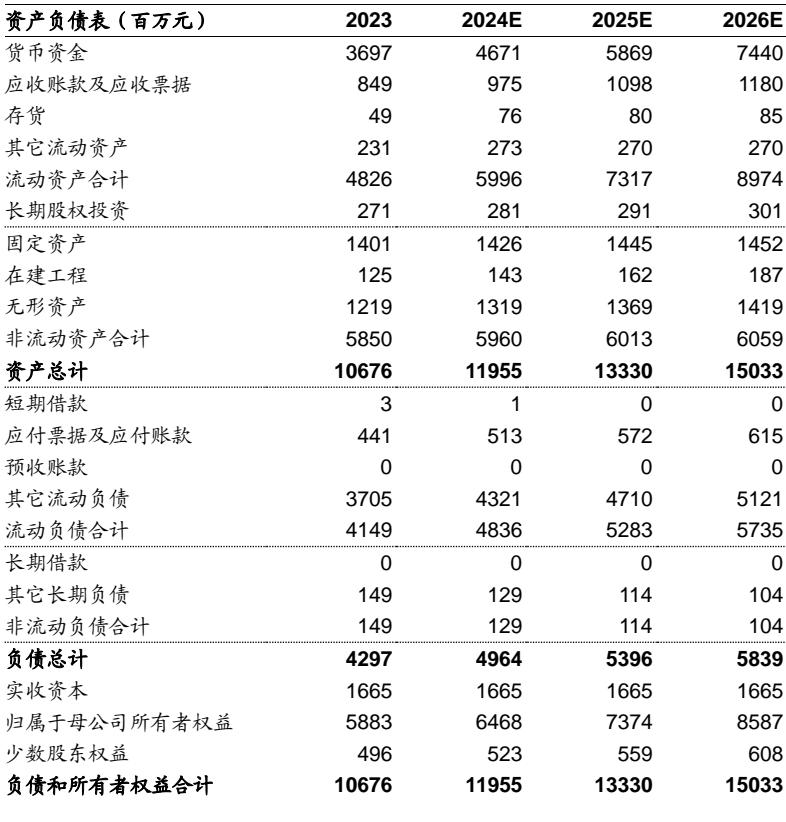 资产负债表（百万元） 2023 2024E 2025E 2026E
货币资金 3697 4671 5869 7440
应收账款及应收票据 849 975 1098 1180
存货 49 76 80 85
其它流动资产 231 273 270 270
流动资产合计 4826 5996 7317 8974
长期股权投资 271 281 291 301
固定资产 1401 1426 1445 1452
在建工程 125 143 162 187
无形资产 1219 1319 1369 1419
非流动资产合计 5850 5960 6013 6059
资产总计 10676 11955 13330 15033
短期借款 3 1 0 0
应付票据及应付账款 441 513 572 615
预收账款 0 0 0 0
其它流动负债 3705 4321 4710 5121
流动负债合计 4149 4836 5283 5735
长期借款 0 0 0 0
其它长期负债 149 129 114 104
非流动负债合计 149 129 114 104
负债总计 4297 4964 5396 5839
实收资本 1665 1665 1665 1665
归属于母公司所有者权益 5883 6468 7374 8587
少数股东权益 496 523 559 608
负债和所有者权益合计 10676 11955 13330 15033